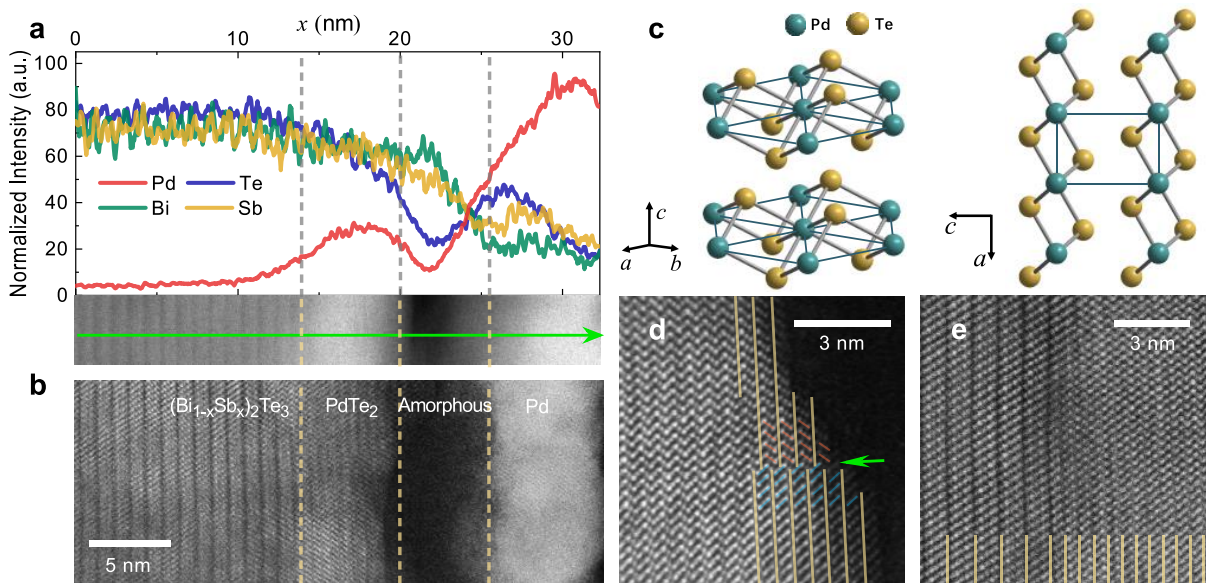 a
x (nm)
0 10 20 30
Normalized Intensity (a.u.)
100
80
60
40
20
0
Pd Te
Bi Sb
b
(Bi1-xSbx)2Te3 PdTe2 Amorphous Pd
5 nm
c
Pd Te
c
a b
c
a
d
3 nm
e
3 nm